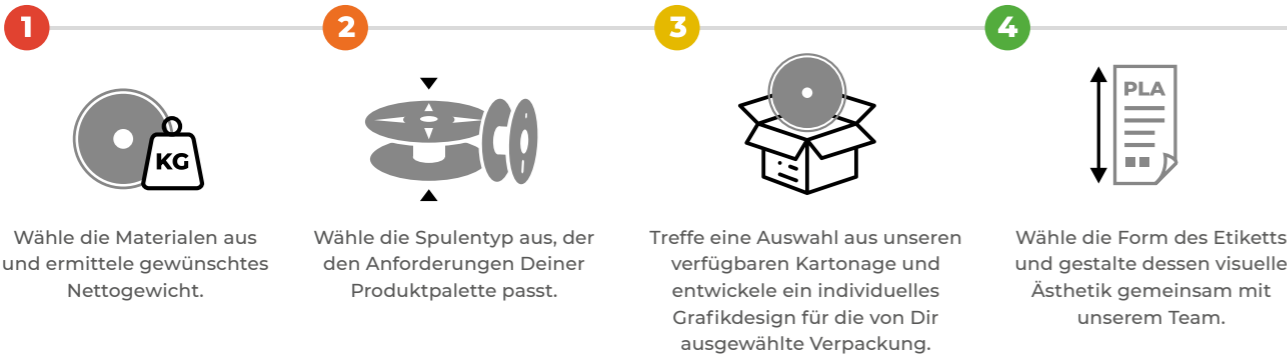 1
2
3
4
KG
PLA
Wähle die Materialen aus
und ermittele gewünschtes
Nettogewicht.
Wähle die Spulentyp aus, der
den Anforderungen Deiner
Produktpalette passt.
Treffe eine Auswahl aus unseren
verfügbaren Kartonage und
entwickele ein individuelles
Grafikdesign für die von Dir
ausgewählte Verpackung.
Wähle die Form des Etiketts
und gestalte dessen visuelle
Ästhetik gemeinsam mit
unserem Team.